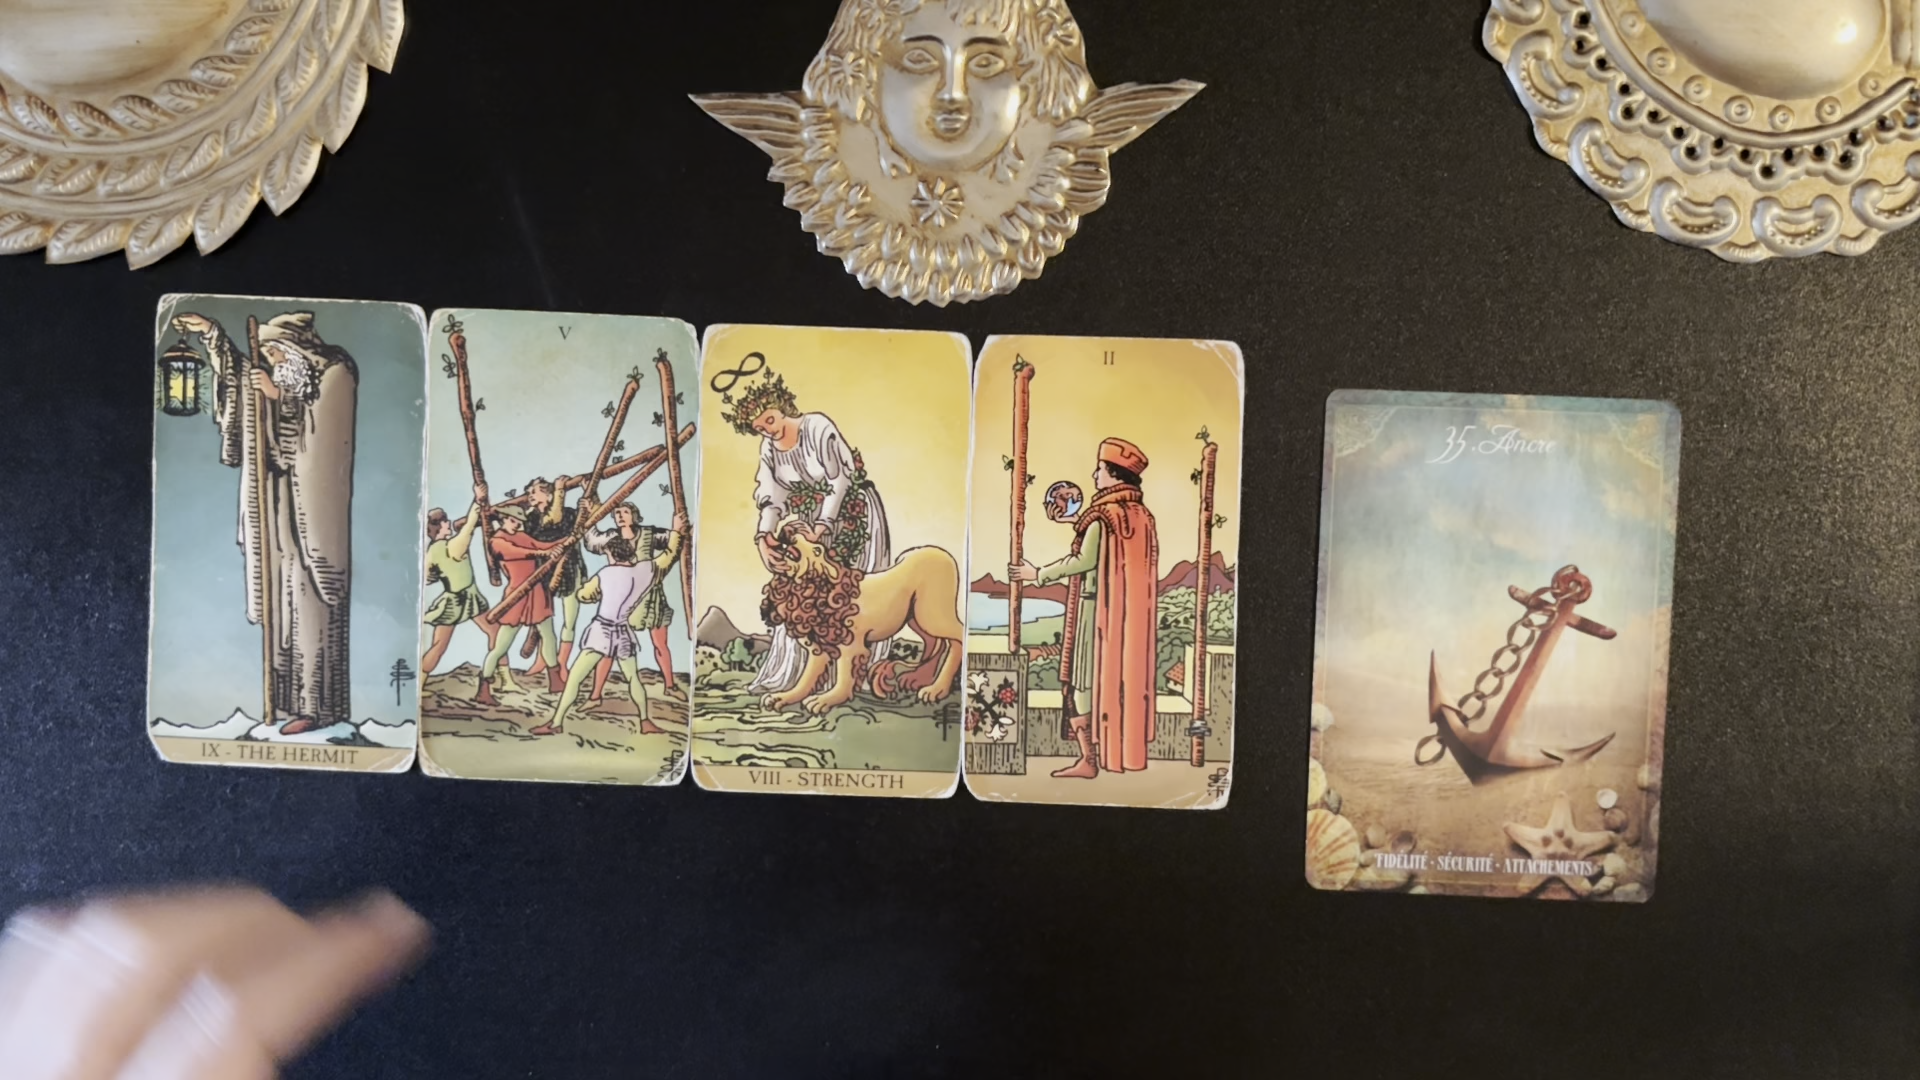 IX - THE HERMIT
V
VIII - STRENGTH
II
35. Ancre
FIDÉLITÉ · SÉCURITÉ · ATTACHEMENTS